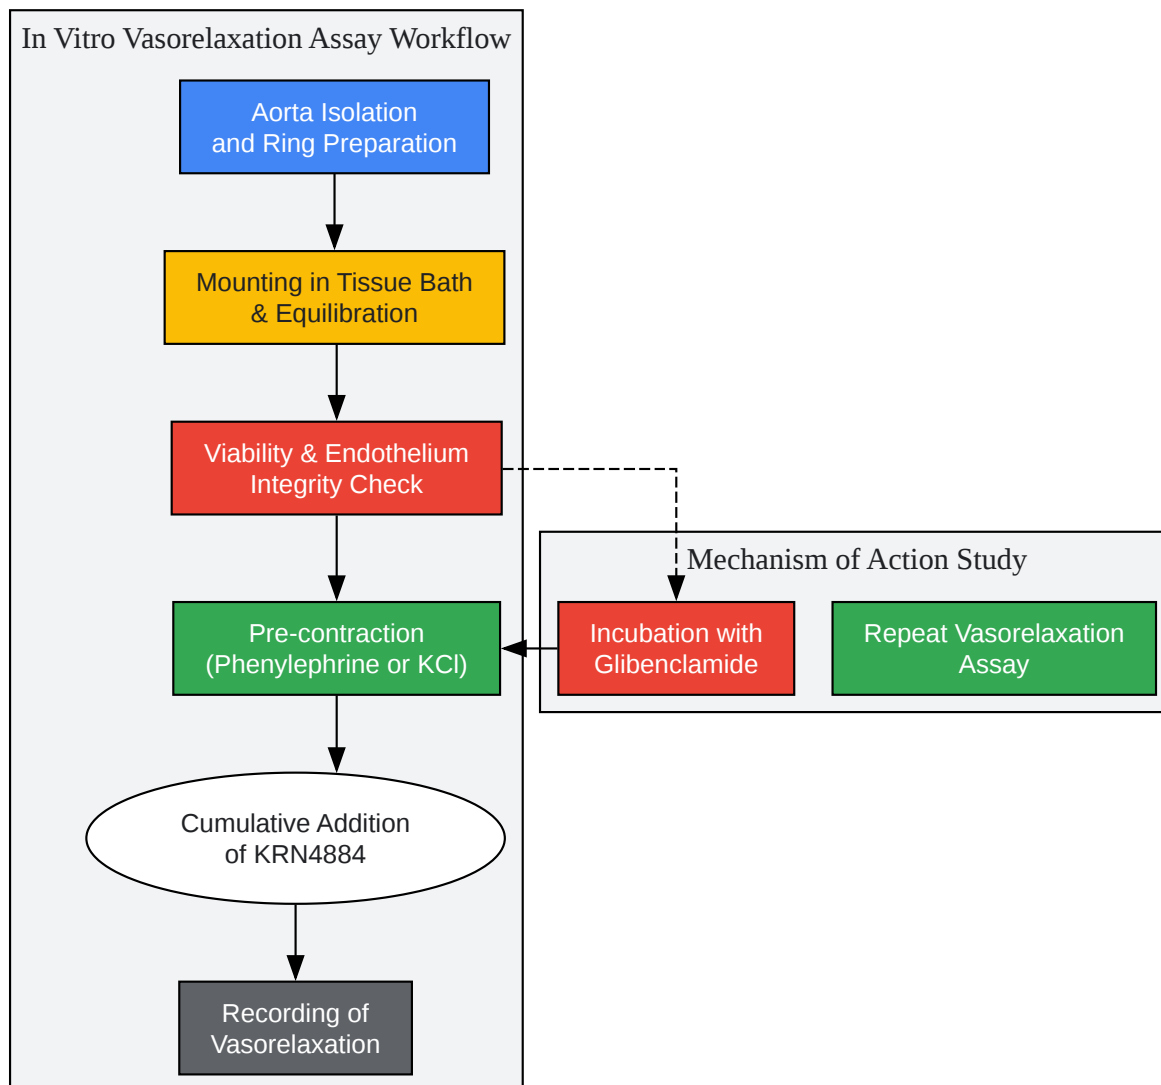 In Vitro Vasorelaxation Assay Workflow
Aorta Isolation
and Ring Preparation
Mounting in Tissue Bath
& Equilibration
Viability & Endothelium
Integrity Check
Mechanism of Action Study
Pre-contraction
(Phenylephrine or KCl)
Incubation with
Glibenclamide
Repeat Vasorelaxation
Assay
Cumulative Addition
of KRN4884
Recording of
Vasorelaxation